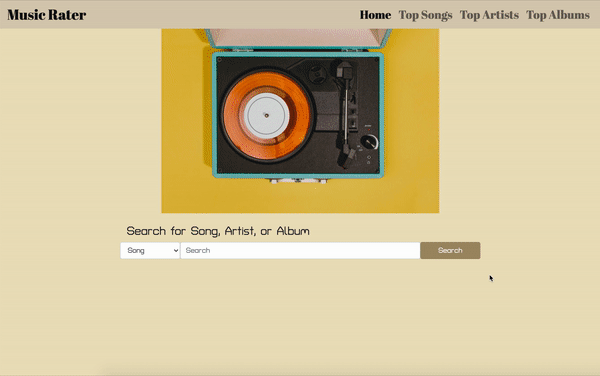 Music Rater
Home Top Songs Top Artists Top Albums
Search for Song, Artist, or Album
Song Search Search